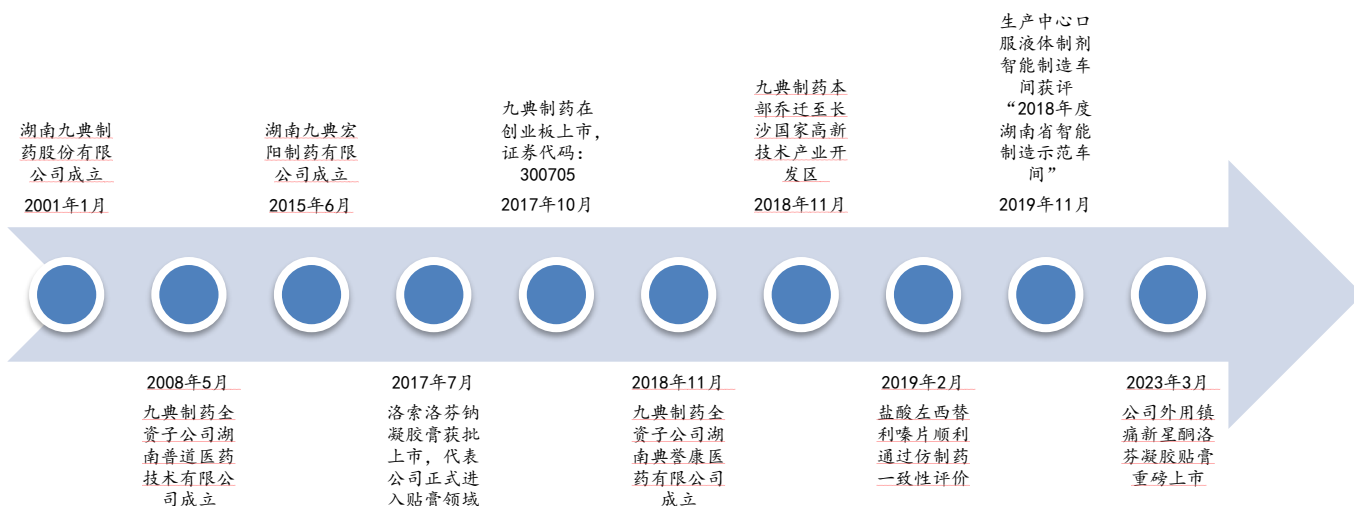 湖南九典制
药股份有限
公司成立
2001年1月
湖南九典宏
阳制药有限
公司成立
2015年6月
九典制药在
创业板上市，
证券代码：
300705
2017年10月
九典制药本
部乔迁至长
沙国家高新
技术产业开
发区
2018年11月
生产中心口
服液体制剂
智能制造车
间获评
“2018年度
湖南省智能
制造示范车
间”
2019年11月
2008年5月
九典制药全
资子公司湖
南普道医药
技术有限公
司成立
2017年7月
洛索洛芬钠
凝胶膏获批
上市，代表
公司正式进
入贴膏领域
2018年11月
九典制药全
资子公司湖
南典誉康医
药有限公司
成立
2019年2月
盐酸左西替
利嗪片顺利
通过仿制药
一致性评价
2023年3月
公司外用镇
痛新星酮洛
芬凝胶贴膏
重磅上市